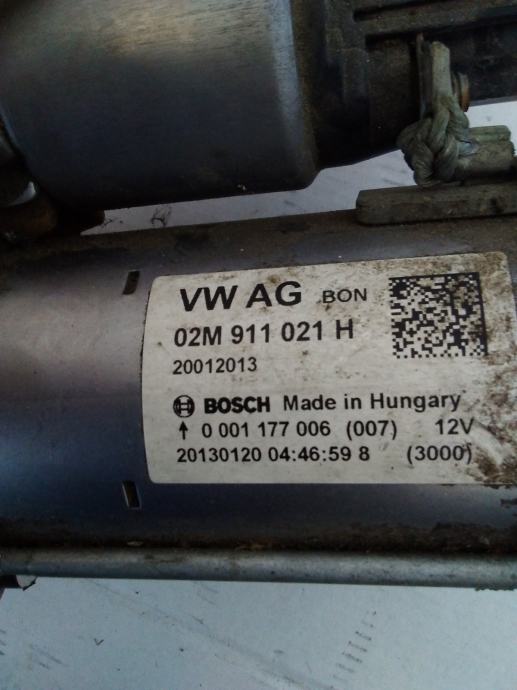 VW AG BON
02M 911 021 H
20012013
BOSCH Made in Hungary
↑ 0 001 177 006 (007) 12V
20130120 04:46:59 8 (3000)